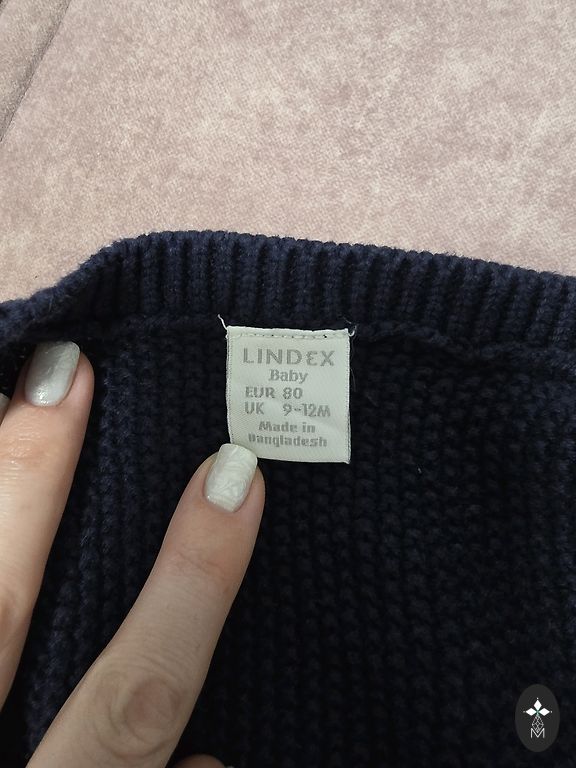 LINDEX
Baby
EUR 80
UK 9-12M
Made in
Bangladesh
M